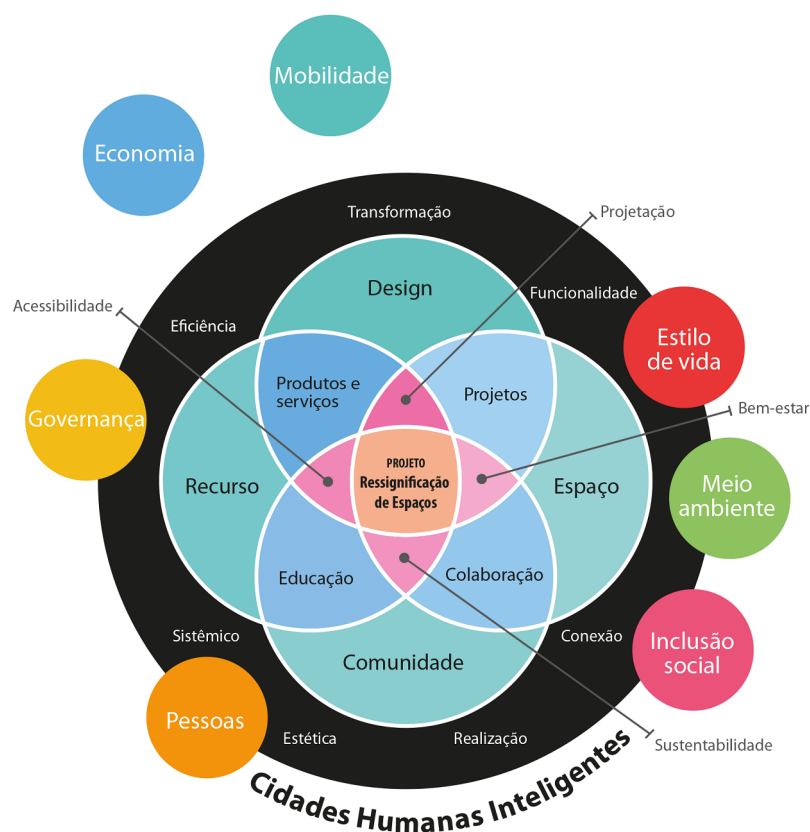 Mobilidade
Economia
Transformação
Projetação
Design
Funcionalidade
Acessibilidade
Eficiência
Estilo
de vida
Produtos e
serviços
Projetos
Bem-estar
Governança
PROJETO
Ressignificação
de Espaços
Recurso
Espaço
Meio
ambiente
Educação
Colaboração
Sistêmico
Conexão
Inclusão
social
Comunidade
Pessoas
Estética
Realização
Sustentabilidade
Cidades Humanas Inteligentes